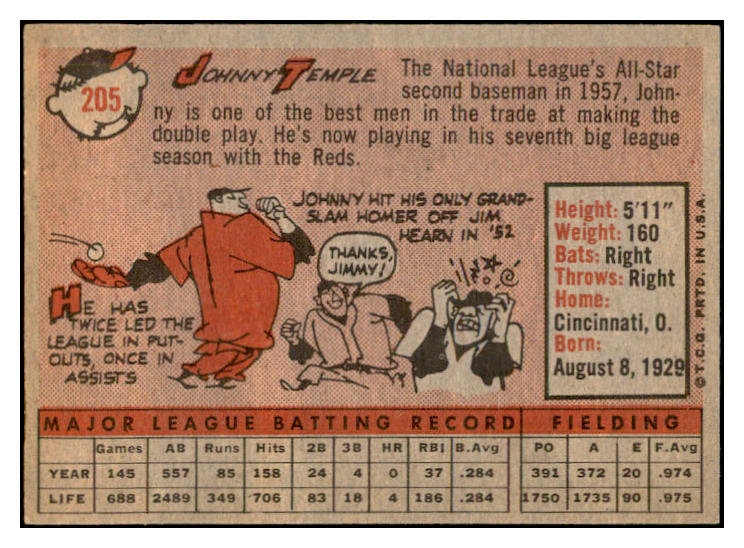 205
JOHNNY TEMPLE
The National League's All-Star
second baseman in 1957, John-
ny is one of the best men in the trade at making the
double play. He's now playing in his seventh big league
season with the Reds.
JOHNNY HIT HIS ONLY GRAND-
SLAM HOMER OFF JIM
HEARN IN '52
THANKS,
JIMMY!
HE HAS
TWICE LED THE
LEAGUE IN PUT-
OUTS, ONCE IN
ASSISTS
Height: 5'11"
Weight: 160
Bats: Right
Throws: Right
Home:
Cincinnati, O.
Born:
August 8, 1929
©T.C.G. PRTD. IN U.S.A.
MAJOR LEAGUE BATTING RECORD FIELDING
Games AB Runs Hits 2B 3B HR RBI B.Avg PO A E F.Avg
YEAR 145 557 85 158 24 4 0 37 .284 391 372 20 .974
LIFE 688 2489 349 706 83 18 4 186 .284 1750 1735 90 .975